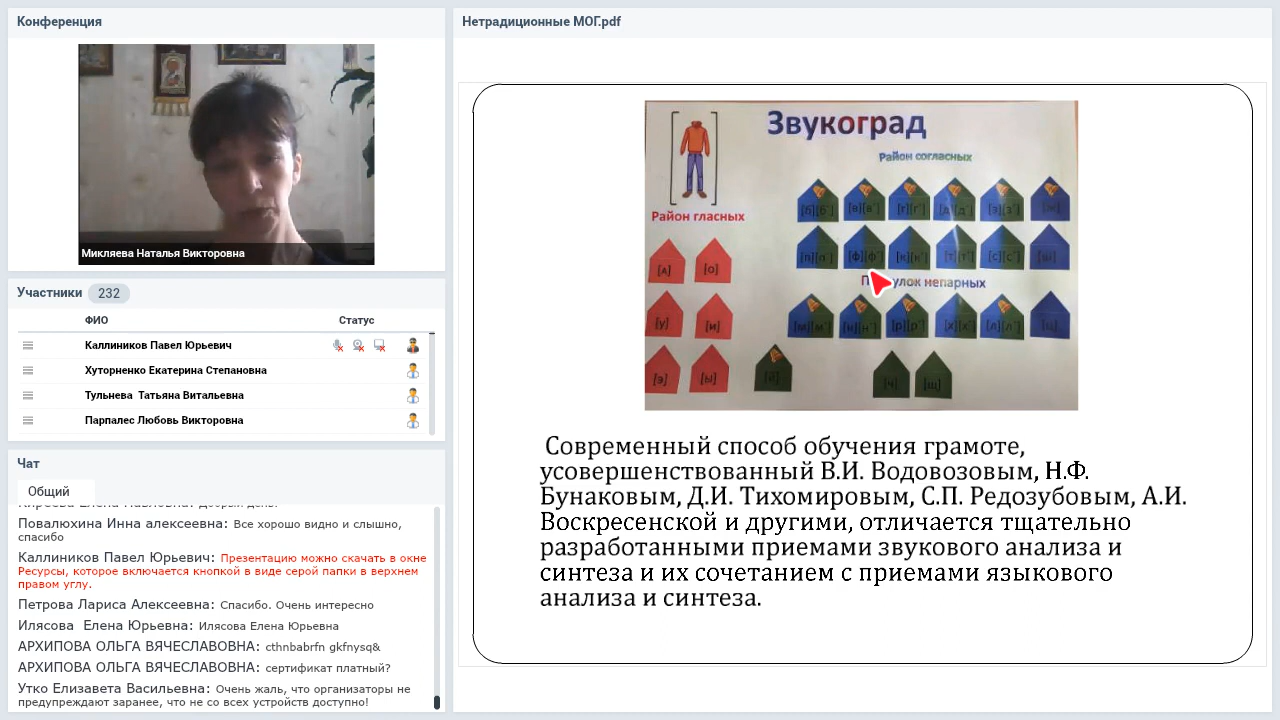 Конференция
Микляева Наталья Викторовна
Участники 232
ФИО Статус
Каллиников Павел Юрьевич
Хуторненко Екатерина Степановна
Тульнева Татьяна Витальевна
Парпалес Любовь Викторовна
Чат
Общий
Повалюхина Инна алексеевна: Все хорошо видно и слышно,
спасибо
Каллиников Павел Юрьевич: Презентацию можно скачать в окне
Ресурсы, которое включается кнопкой в виде серой папки в верхнем
правом углу.
Петрова Лариса Алексеевна: Спасибо. Очень интересно
Илясова Елена Юрьевна: Илясова Елена Юрьевна
АРХИПОВА ОЛЬГА ВЯЧЕСЛАВОВНА: cthnbabrfn gkfnysq&
АРХИПОВА ОЛЬГА ВЯЧЕСЛАВОВНА: сертификат платный?
Утко Елизавета Васильевна: Очень жаль, что организаторы не
предупреждают заранее, что не со всех устройств доступно!
Нетрадиционные МОГ.pdf
Звукоград
Район согласных
Район гласных
[б][б'] [в][в'] [г][г'] [д][д'] [з][з']
[п][п'] [ф][ф'] [к][к'] [т][т'] [с][с'] [ш]
непарных
[м][м'] [н][н'] [р][р'] [х][х'] [л][л'] [ц]
[ч] [щ]
[а] [о]
[у] [и]
[э] [ы]
Современный способ обучения грамоте,
усовершенствованный В.И. Водовозовым, Н.Ф.
Бунаковым, Д.И. Тихомировым, С.П. Редозубовым, А.И.
Воскресенской и другими, отличается тщательно
разработанными приемами звукового анализа и
синтеза и их сочетанием с приемами языкового
анализа и синтеза.